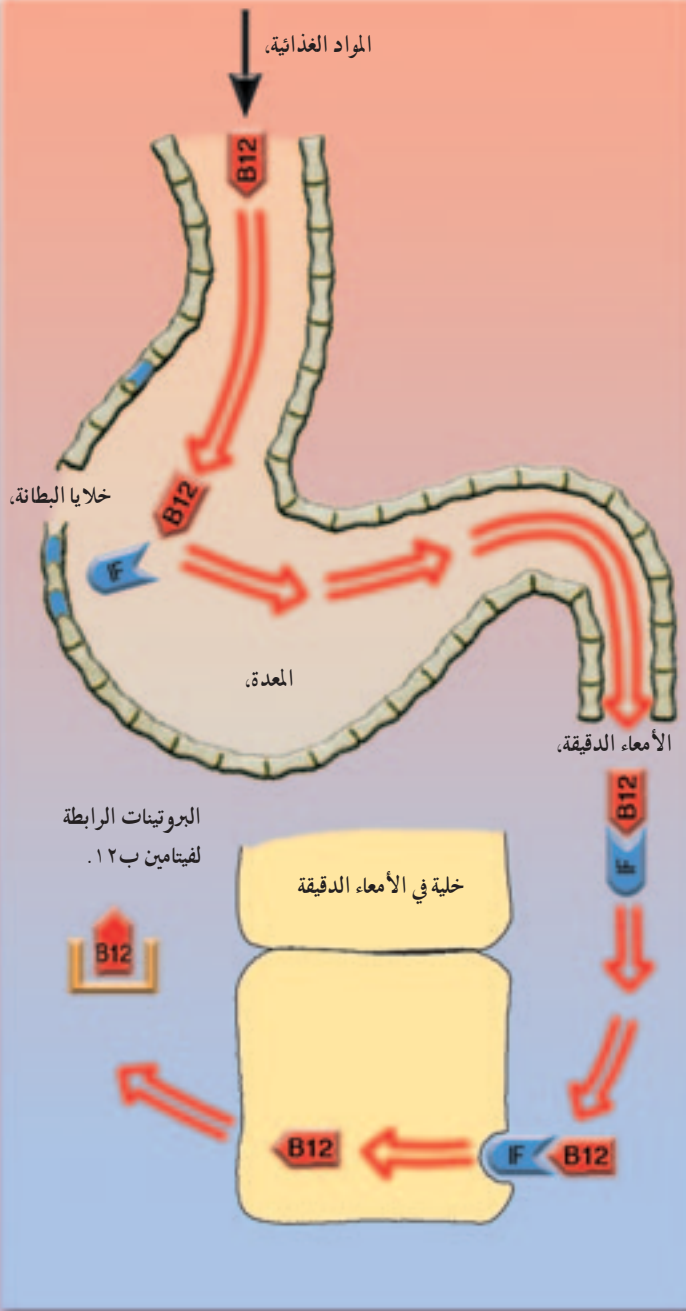 المواد الغذائية،
B12
B12
خلايا البطانة،
IF
المعدة،
الأمعاء الدقيقة،
B12
IF
البروتينات الرابطة
لفيتامين ب١٢.
خلية في الأمعاء الدقيقة
B12
B12
IF
B12